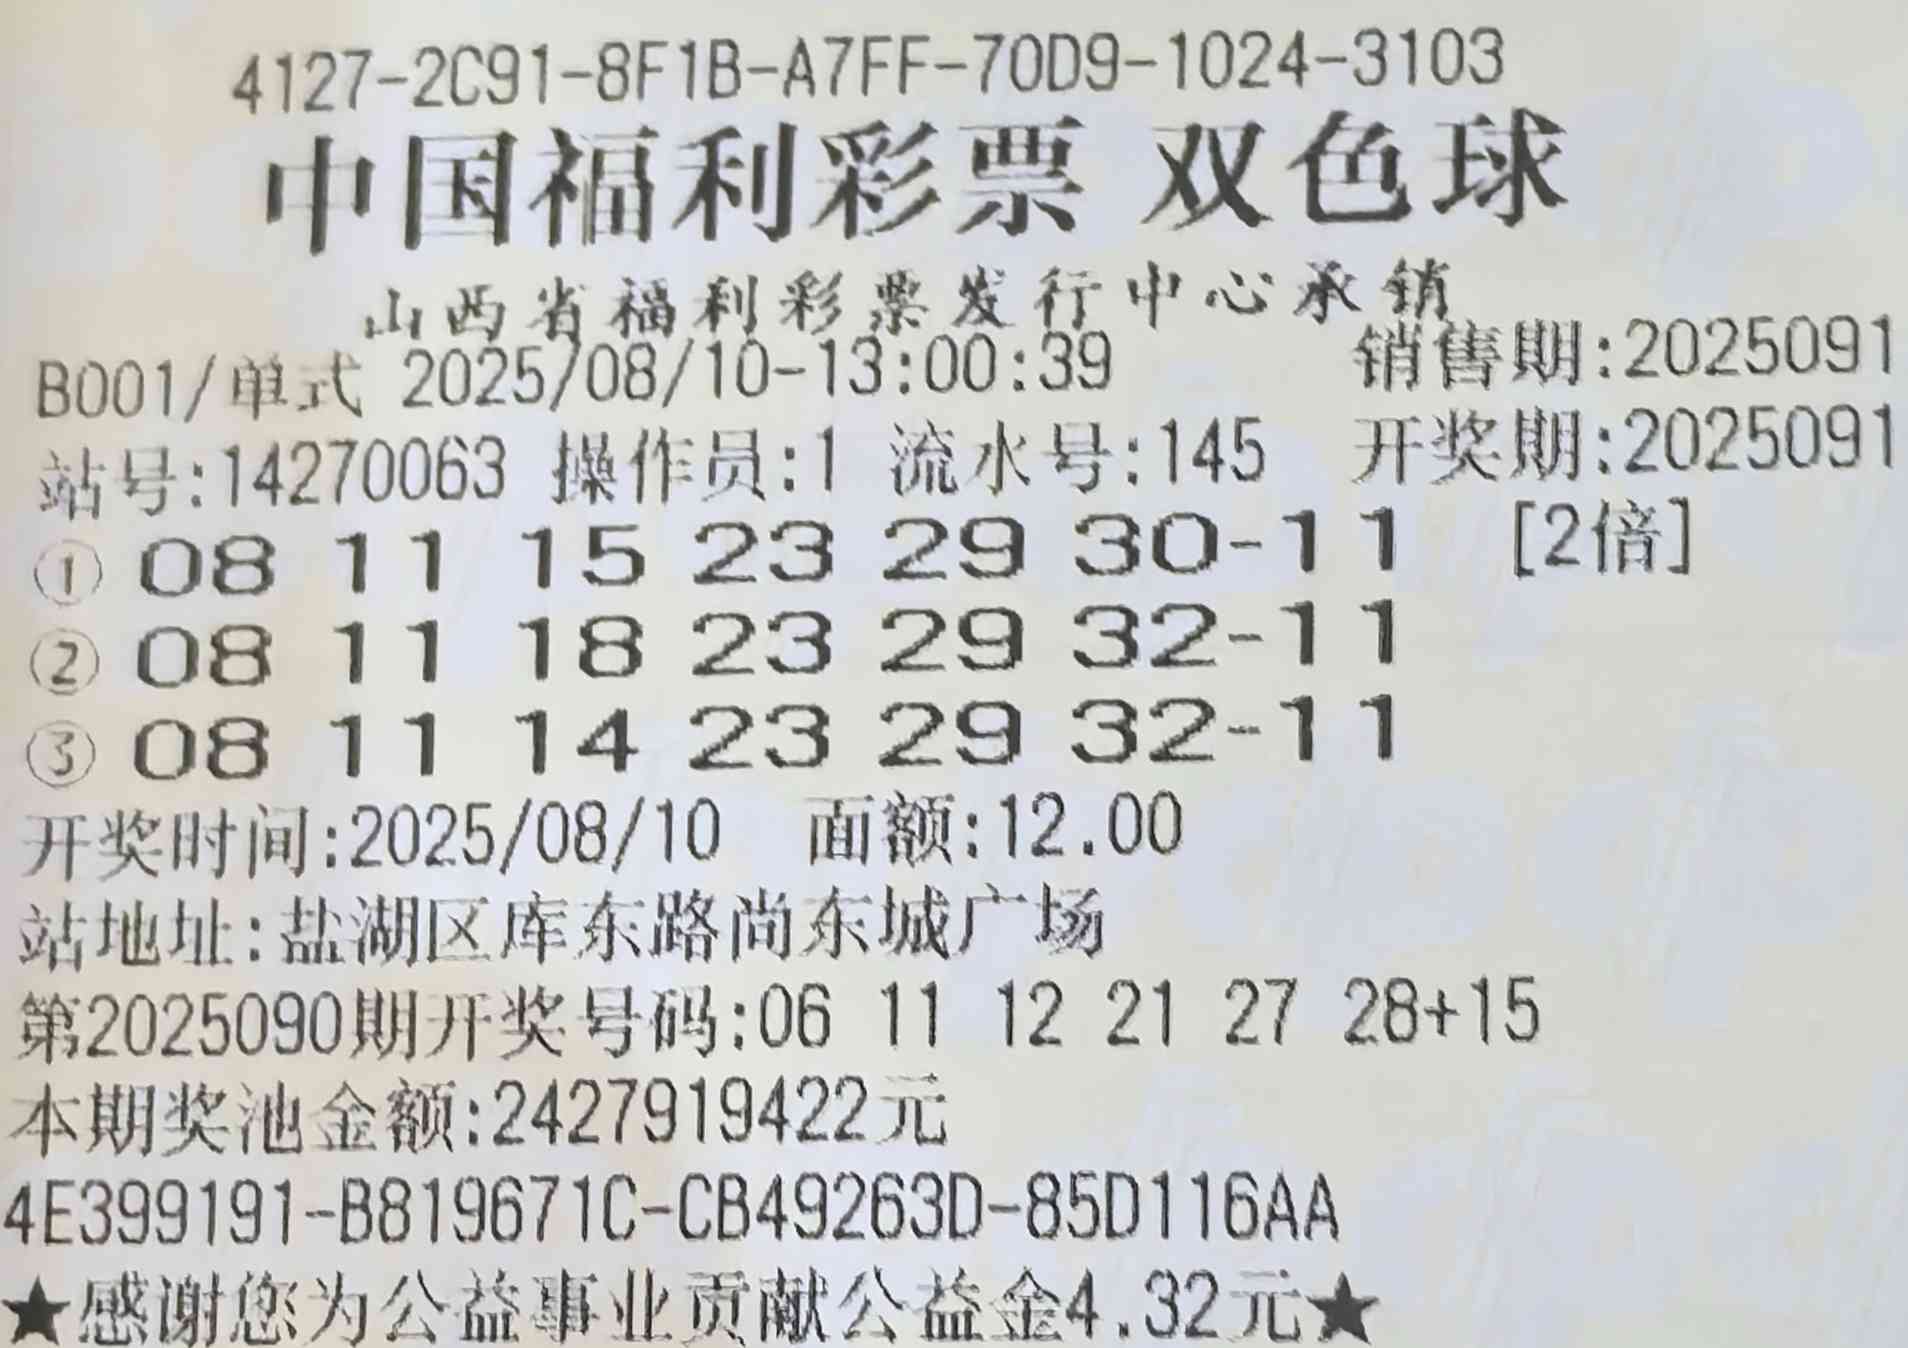 4127-2C91-8F1B-A7FF-70D9-1024-3103
中国福利彩票 双色球
山西省福利彩票发行中心承销
B001/单式 2025/08/10-13:00:39 销售期:2025091
站号:14270063 操作员:1 流水号:145 开奖期:2025091
① 08 11 15 23 29 30-11 [2倍]
② 08 11 18 23 29 32-11
③ 08 11 14 23 29 32-11
开奖时间:2025/08/10 面额:12.00
站地址:盐湖区库东路尚东城广场
第2025090期开奖号码:06 11 12 21 27 28+15
本期奖池金额:2427919422元
4E399191-B819671C-CB49263D-85D116AA
★感谢您为公益事业贡献公益金4.32元★